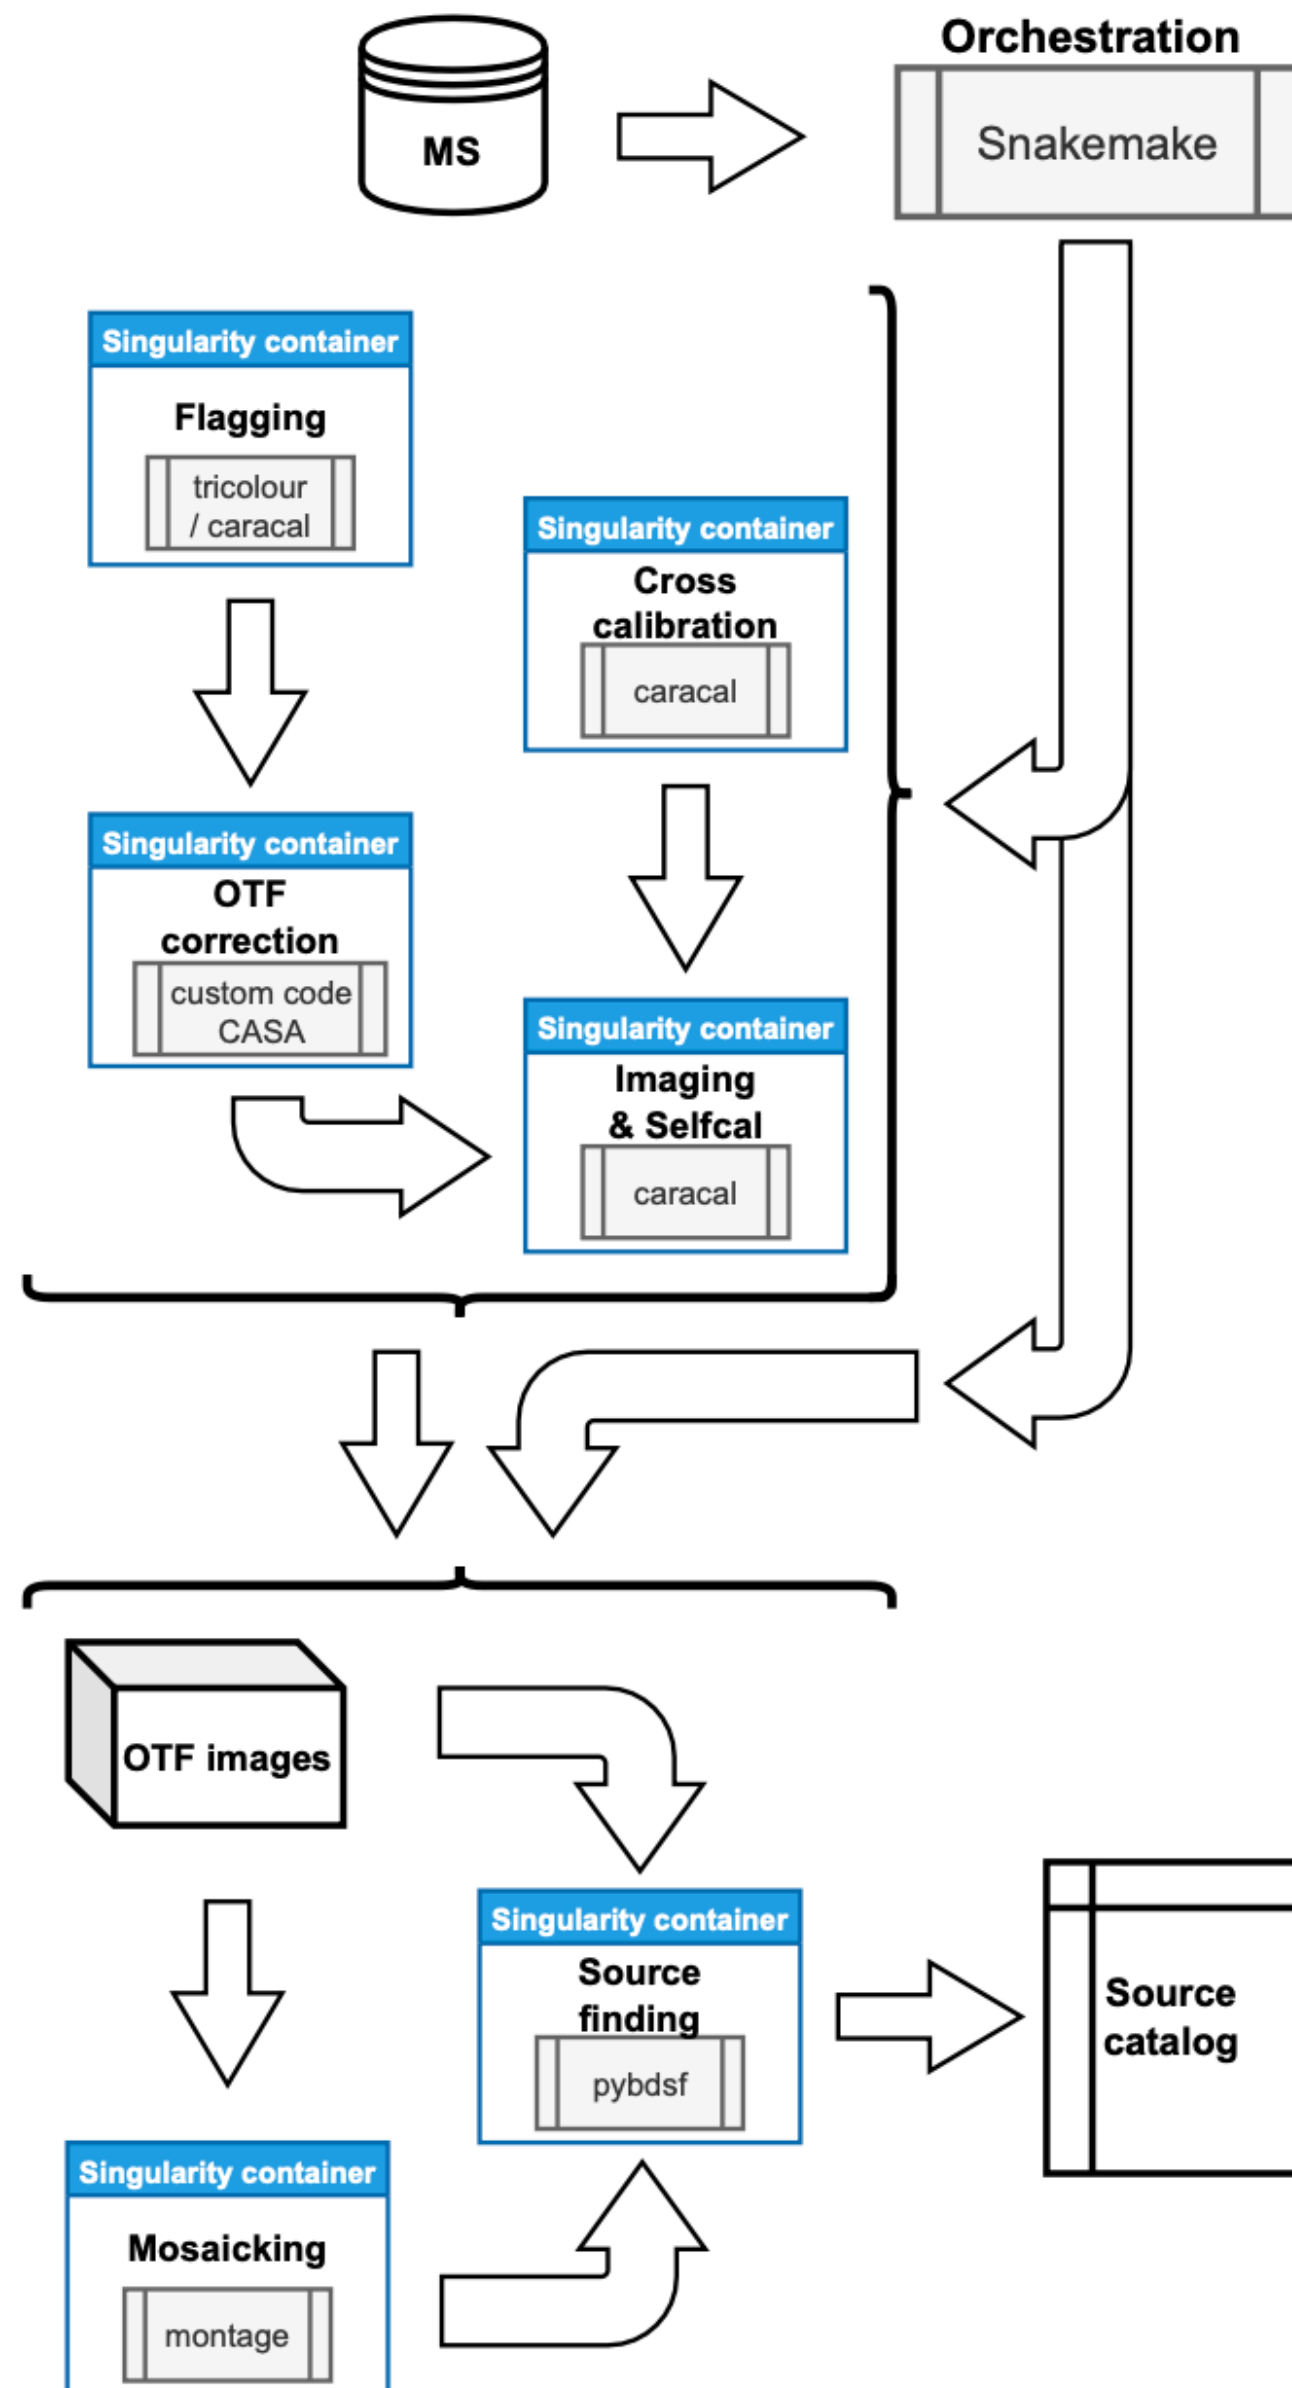 Orchestration
MS
Snakemake
Singularity container
Flagging
tricolour
/ caracal
Singularity container
Cross
calibration
caracal
Singularity container
OTF
correction
custom code
CASA
Singularity container
Imaging
& Selfcal
caracal
OTF images
Singularity container
Source
finding
pybdsf
Source
catalog
Singularity container
Mosaicking
montage